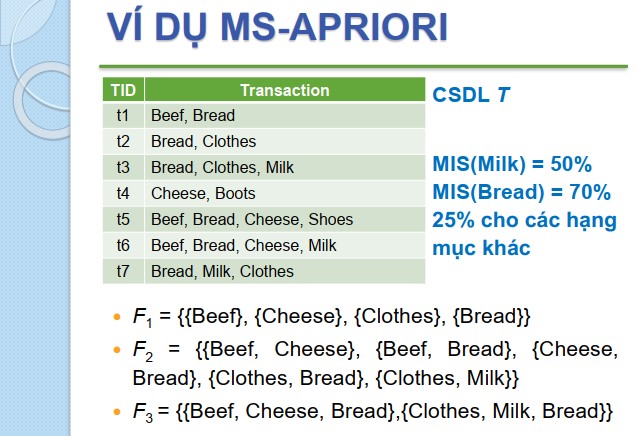 VÍ DỤ MS-APRIORI
TID Transaction
t1 Beef, Bread
t2 Bread, Clothes
t3 Bread, Clothes, Milk
t4 Cheese, Boots
t5 Beef, Bread, Cheese, Shoes
t6 Beef, Bread, Cheese, Milk
t7 Bread, Milk, Clothes
CSDL T
MIS(Milk) = 50%
MIS(Bread) = 70%
25% cho các hạng
mục khác
• F1 = {{Beef}, {Cheese}, {Clothes}, {Bread}}
• F2 = {{Beef, Cheese}, {Beef, Bread}, {Cheese,
Bread}, {Clothes, Bread}, {Clothes, Milk}}
• F3 = {{Beef, Cheese, Bread},{Clothes, Milk, Bread}}